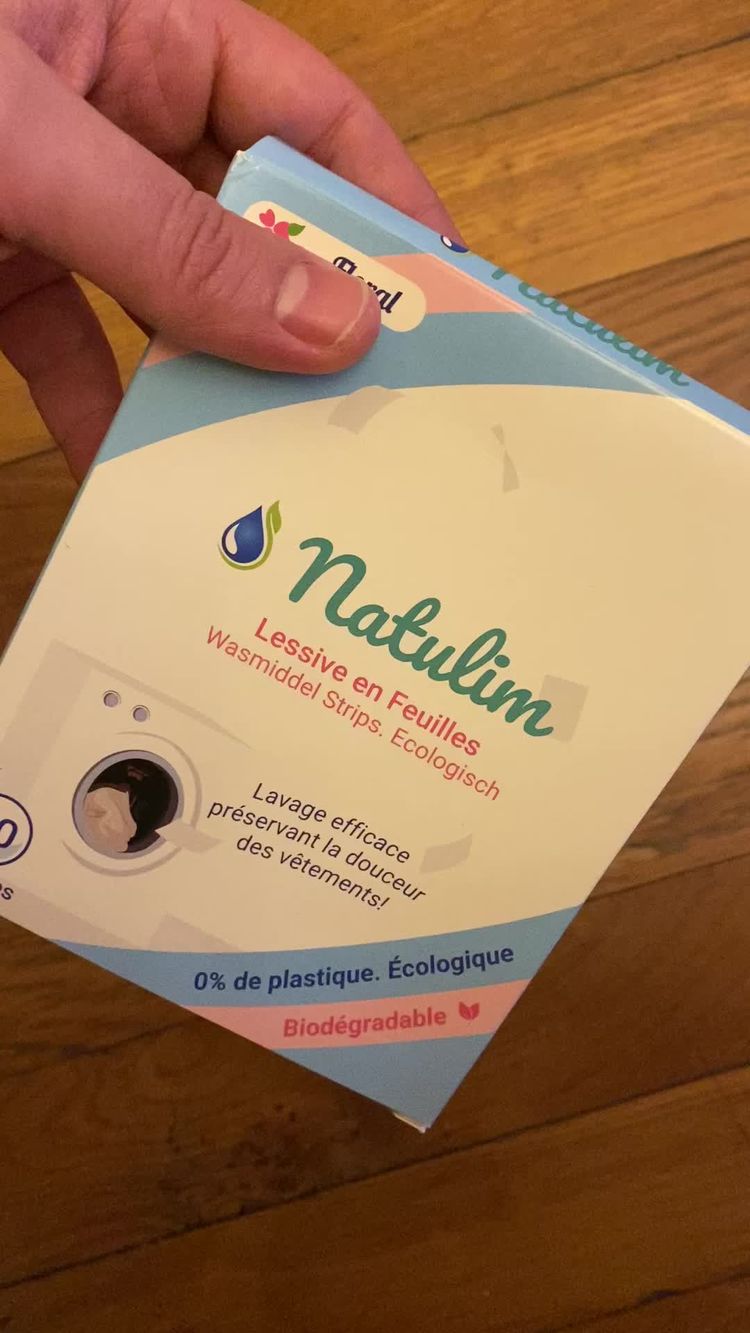 Floral
Natulim
Natulim
Lessive en Feuilles
Wasmiddel Strips. Ecologisch
Lavage efficace
préservant la douceur
des vêtements!
0% de plastique. Écologique
Biodégradable